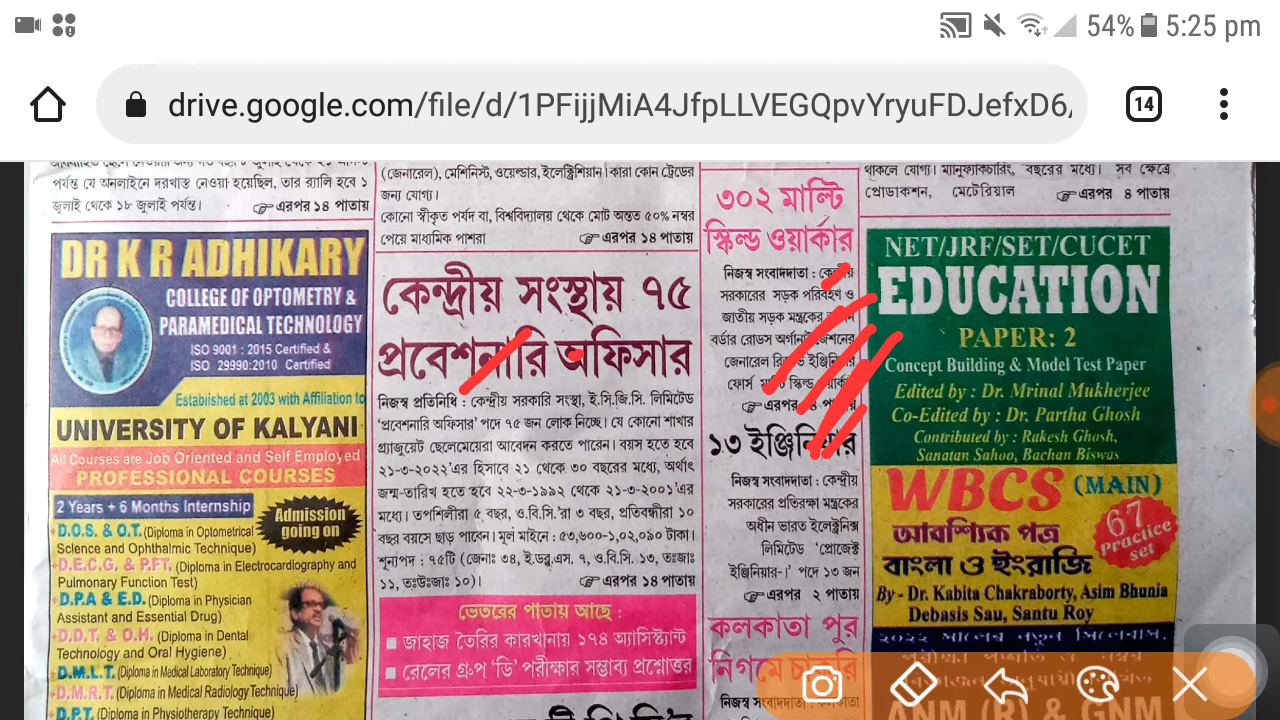 54% 5:25 pm
drive.google.com/file/d/1PFijjMiA4JfpLLVEGQpvYryuFDJefxD6
14
পর্যন্ত যে অনলাইনে দরখাস্ত নেওয়া হয়েছিল, তার র‍্যালি হবে ১
জুলাই থেকে ১৮ জুলাই পর্যন্ত।
এরপর ১৪ পাতায়
DR K R ADHIKARY
COLLEGE OF OPTOMETRY &
PARAMEDICAL TECHNOLOGY
ISO 9001 : 2015 Certified &
ISO 29990:2010 Certified
Established at 2003 with Affiliation to
UNIVERSITY OF KALYANI
All Courses are Job Oriented and Self Employed
PROFESSIONAL COURSES
2 Years + 6 Months Internship
Admission
going on
D.O.S. & O.T. (Diploma in Optometrical
Science and Ophthalmic Technique)
D.E.C.G, & P.F.T. (Diploma in Electrocardiography and
Pulmonary Function Test)
D.P.A & E.D. (Diploma in Physician
Assistant and Essential Drug)
D.D.T. & O.H. (Diploma in Dental
Technology and Oral Hygiene)
D.M.L.T. (Diploma in Medical Laboratory Technique)
D.M.R.T. (Diploma in Medical Radiology Technique)
D.P.T. (Diploma in Physiotherapy Technique)
(জেনারেল), মেশিনিস্ট, ওয়েল্ডার, ইলেক্ট্রিশিয়ান। কারা কোন ট্রেডের
জন্য যোগ্য।
কোনো স্বীকৃত পর্ষদ বা, বিশ্ববিদ্যালয় থেকে মোট অন্তত ৫০% নম্বর
পেয়ে মাধ্যমিক পাশরা
এরপর ১৪ পাতায়
কেন্দ্রীয় সংস্থায় ৭৫
প্রবেশনারি অফিসার
নিজস্ব প্রতিনিধি : কেন্দ্রীয় সরকারি সংস্থা, ই.সি.জি.সি. লিমিটেড
'প্রবেশনারি অফিসার' পদে ৭৫ জন লোক নিচ্ছে। যে কোনো শাখার
গ্র্যাজুয়েট ছেলেমেয়েরা আবেদন করতে পারেন। বয়স হতে হবে
২১-৩-২০২২'এর হিসাবে ২১ থেকে ৩০ বছরের মধ্যে, অর্থাৎ
জন্ম-তারিখ হতে হবে ২২-৩-১৯৯২ থেকে ২১-৩-২০০১'এর
মধ্যে। তপশিলীরা ৫ বছর, ও.বি.সি.'রা ৩ বছর, প্রতিবন্ধীরা ১০
বছর বয়সে ছাড় পাবেন। মূল মাইনে : ৫৩,৬০০-১,০২,০৯০ টাকা।
শূন্যপদ : ৭৫টি (জেনাঃ ৩৪, ই.ডব্লু.এস. ৭, ও.বি.সি. ১৩, তঃজাঃ
১১, তঃউঃজাঃ ১০)।
এরপর ১৪ পাতায়
ভেতরের পাতায় আছে :
জাহাজ তৈরির কারখানায় ১৭৪ অ্যাসিস্ট্যান্ট
রেলের গ্রুপ 'ডি' পরীক্ষার সম্ভাব্য প্রশ্নোত্তর
৩০২ মাল্টি
স্কিল্ড ওয়ার্কার
নিজস্ব সংবাদদাতা : কেন্দ্রীয়
সরকারের সড়ক পরিবহণ ও
জাতীয় সড়ক মন্ত্রকের
বর্ডার রোডস
জেনারেল ইঞ্জিনিয়ার
ফোর্স মাল্টি স্কিল্ড
এরপর পাতায়
১৩ ইঞ্জিনিয়ার
নিজস্ব সংবাদদাতা : কেন্দ্রীয়
সরকারের প্রতিরক্ষা মন্ত্রকের
অধীন ভারত ইলেক্ট্রনিক্স
লিমিটেড 'প্রোজেক্ট
ইঞ্জিনিয়ার-।' পদে ১৩ জন
এরপর ২ পাতায়
কলকাতা পুর
নিগমে চাকরি
থাকলে যোগ্য। ম্যানুফ্যাকচারিং,
প্রোডাকশন, মেটেরিয়াল
বছরের মধ্যে। সব ক্ষেত্রে
এরপর ৪ পাতায়
NET/JRF/SET/CUCET
EDUCATION
PAPER: 2
Concept Building & Model Test Paper
Edited by : Dr. Mrinal Mukherjee
Co-Edited by : Dr. Partha Ghosh
Contributed by : Rakesh Ghosh,
Sanatan Sahoo, Bachan Biswas
WBCS (MAIN)
আবশ্যিক পত্র
বাংলা ও ইংরাজি
67
Practice
set
By - Dr. Kabita Chakraborty, Asim Bhunia
Debasis Sau, Santu Roy
২০২২ সালের নতুন সিলেবাস,
ANM (R) & GNM